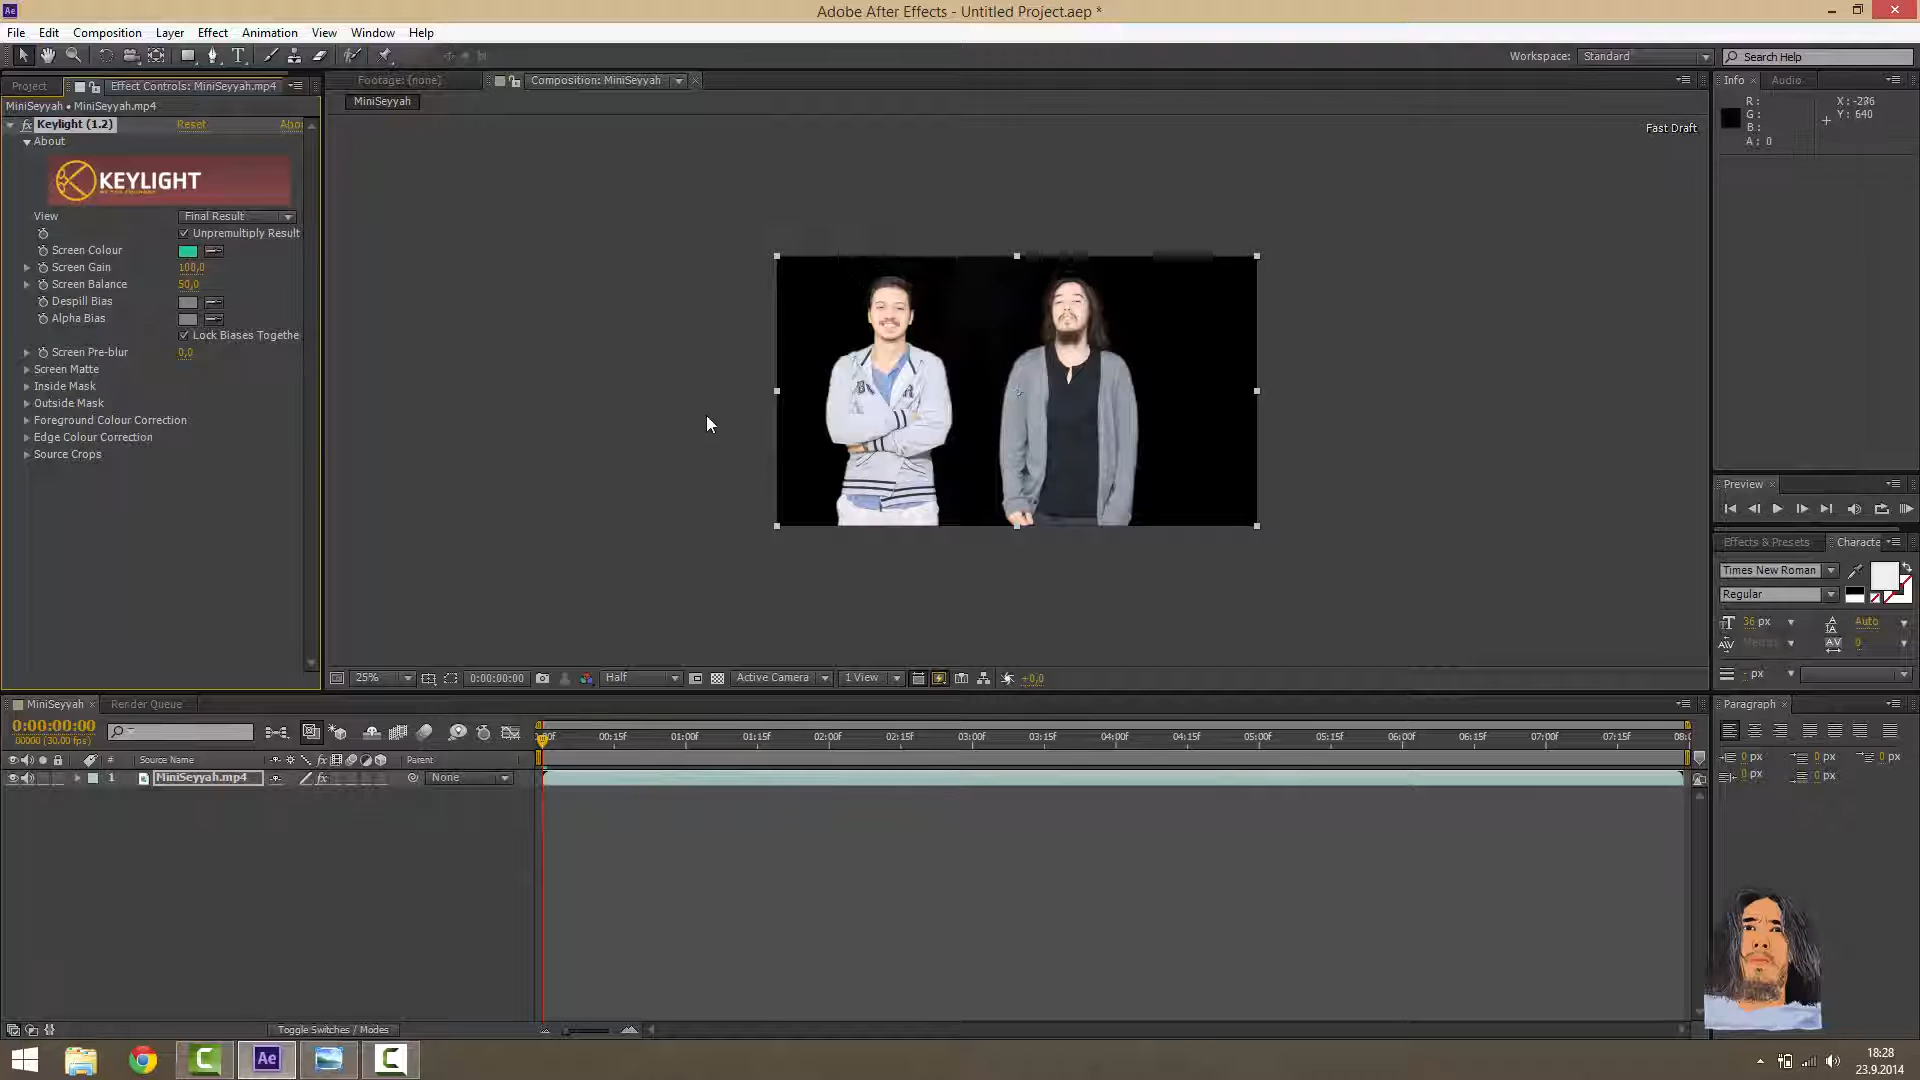 Ae
Adobe After Effects - Untitled Project.aep *
File Edit Composition Layer Effect Animation View Window Help
T
Workspace: Standard
Search Help
Project
Effect Controls: MiniSeyyah.mp4
Footage: (none)
Composition: MiniSeyyah
Info
Audio
MiniSeyyah • MiniSeyyah.mp4
MiniSeyyah
R:
G:
B:
A: 0
Y: 640
Fast Draft
fx Keylight (1.2)
Reset
Abou
About
KEYLIGHT
View
Final Result
Unpremultiply Result
Screen Colour
Screen Gain
100,0
Screen Balance
50,0
Despill Bias
Alpha Bias
Lock Biases Togethe
Screen Pre-blur
0,0
Screen Matte
Inside Mask
Outside Mask
Foreground Colour Correction
Edge Colour Correction
Source Crops
Preview
Effects & Presets
Characte
Times New Roman
Regular
36 px
Auto
Metrics
0
- px
25%
0:00:00:00
Half
Active Camera
1 View
+0,0
MiniSeyyah
Render Queue
Paragraph
0:00:00:00
00000 (30.00 fps)
00:15f 01:00f 01:15f 02:00f 02:15f 03:00f 03:15f 04:00f 04:15f 05:00f 05:15f 06:00f 06:15f 07:00f 07:15f 08:0
# Source Name
fx
Parent
0 px 0 px 0 px
0 px 0 px
1 MiniSeyyah.mp4
fx
None
Toggle Switches / Modes
C
Ae
C
18:28
23.9.2014